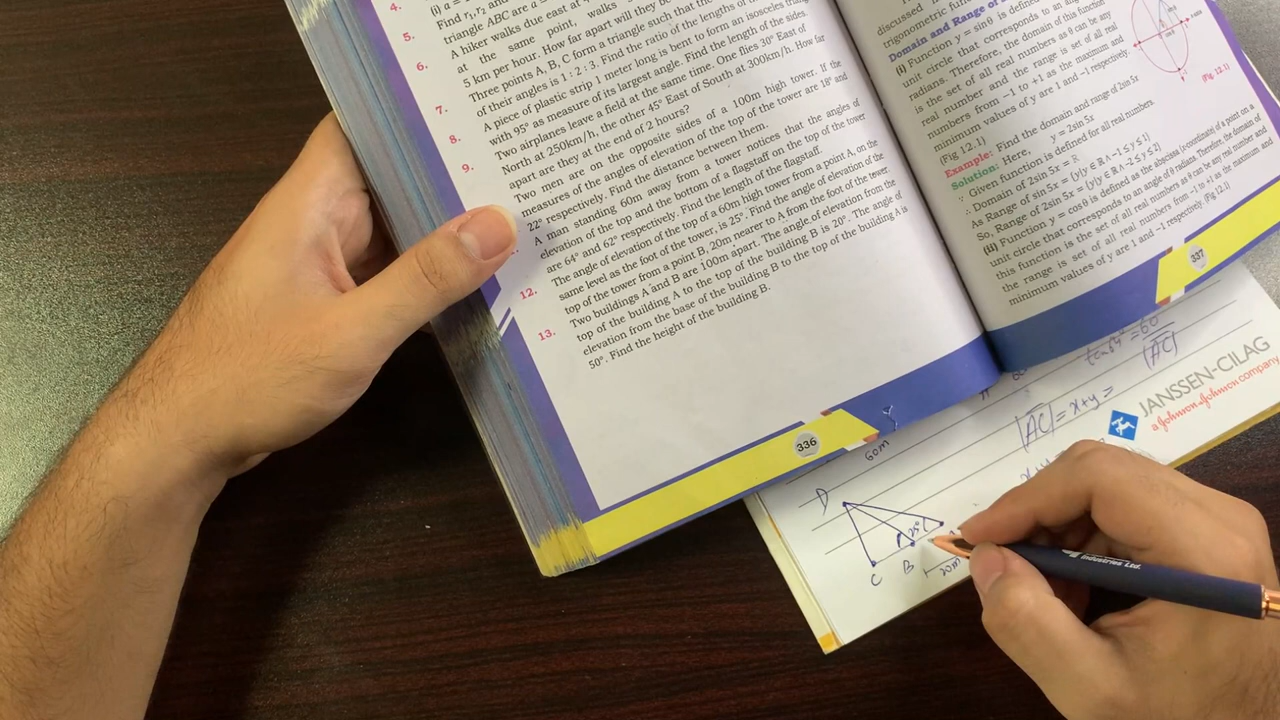 4.
(i) a =
Find r₁, r₂ and
5.
triangle ABC are a =
A hiker walks due east at 4
at the same point, walks
6.
5 km per hour. How far apart will they be
Three points A, B, C form a triangle such that the
of their angles is 1 : 2 : 3. Find the ratio of the lengths of the
7.
A piece of plastic strip 1 meter long is bent to form an isosceles triangle
with 95° as measure of its largest angle. Find the length of the sides.
8.
Two airplanes leave a field at the same time. One flies 30° East of
North at 250km/h, the other 45° East of South at 300km/h. How far
apart are they at the end of 2 hours?
9.
Two men are on the opposite sides of a 100m high tower. If the
measures of the angles of elevation of the top of the tower are 18° and
22° respectively. Find the distance between them.
A man standing 60m away from a tower notices that the angles of
elevation of the top and the bottom of a flagstaff on the top of the tower
are 64° and 62° respectively. Find the length of the flagstaff.
The angle of elevation of the top of a 60m high tower from a point A, on the
same level as the foot of the tower, is 25°. Find the angle of elevation of the
top of the tower from a point B, 20m nearer to A from the foot of the tower.
12.
Two buildings A and B are 100m apart. The angle of elevation from the
top of the building A to the top of the building B is 20°. The angle of
13.
elevation from the base of the building B to the top of the building A is
50°. Find the height of the building B.
336
discussed in
trigonometric func
Domain and Range of
(i) Function y = sinθ is defined
unit circle that corresponds to an ang
radians. Therefore, the domain of this function
is the set of all real numbers as θ can be any
real number and the range is set of all real
numbers from −1 to +1 as the maximum and
minimum values of y are 1 and −1 respectively.
(Fig 12.1)
(Fig 12.1)
Example: Find the domain and range of 2sin 5x
Solution: Here, y = 2sin 5x
∵ Given function is defined for all real numbers
∴ Domain of 2sin 5x = ℝ
As Range of sin 5x = {y|y ∈ ℝ ∧ −1 ≤ y ≤ 1}
So, Range of 2sin 5x = {y|y ∈ ℝ ∧ −2 ≤ y ≤ 2}
(ii) Function y = cosθ is defined as the abscissa (x-coordinate) of a point on a
unit circle that corresponds to an angle of θ radians. Therefore, the domain of
this function is the set of all real numbers as θ can be any real number and
the range is set of all real numbers from −1 to +1 as the maximum and
minimum values of y are 1 and −1 respectively. (Fig 12.1)
337
60
|AC|
|AC| = x+y =
JANSSEN-CILAG
a Johnson & Johnson company
60m
D
25°
C
B
20m
Industries Ltd.